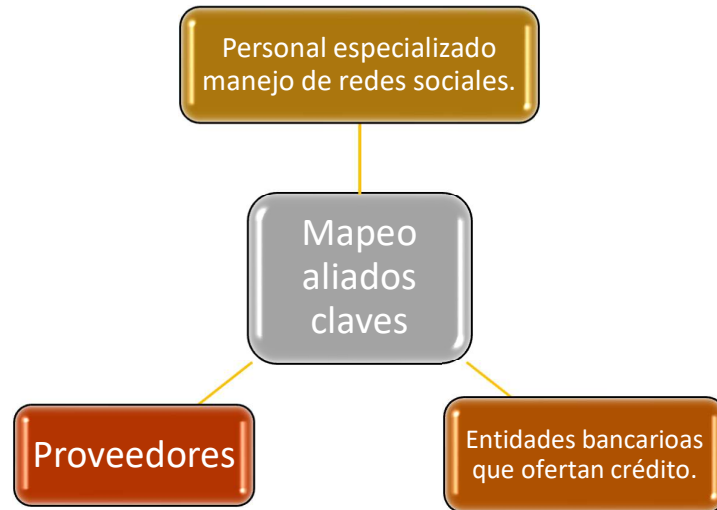 Personal especializado
manejo de redes sociales.
Mapeo
aliados
claves
Proveedores
Entidades bancarioas
que ofertan crédito.